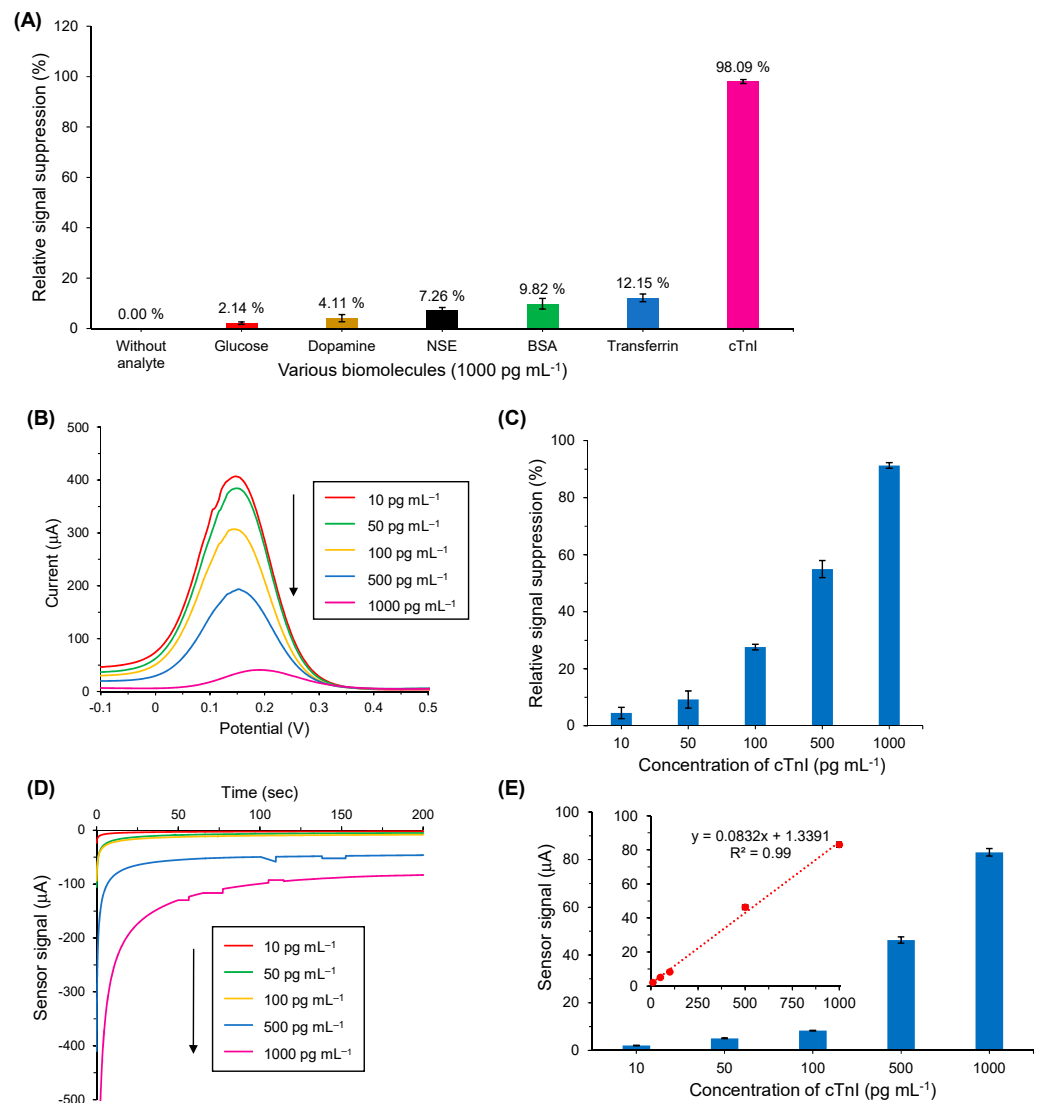 (A)
Relative signal suppression (%)
120
100
80
60
40
20
0
0.00 %
2.14 %
4.11 %
7.26 %
9.82 %
12.15 %
98.09 %
Without
analyte
Glucose
Dopamine
NSE
BSA
Transferrin
cTnI
Various biomolecules (1000 pg mL⁻¹)
(B)
Current (µA)
500
400
300
200
100
0
-0.1
0
0.1
0.2
0.3
0.4
0.5
Potential (V)
10 pg mL⁻¹
50 pg mL⁻¹
100 pg mL⁻¹
500 pg mL⁻¹
1000 pg mL⁻¹
(C)
Relative signal suppression (%)
100
80
60
40
20
0
10
50
100
500
1000
Concentration of cTnI (pg mL⁻¹)
(D)
Time (sec)
0
50
100
150
200
Sensor signal (µA)
0
-50
-100
-150
-200
-250
-300
-350
-400
-450
-500
10 pg mL⁻¹
50 pg mL⁻¹
100 pg mL⁻¹
500 pg mL⁻¹
1000 pg mL⁻¹
(E)
Sensor signal (µA)
100
80
60
40
20
0
100
80
60
40
20
0
y = 0.0832x + 1.3391
R² = 0.99
0
250
500
750
1000
10
50
100
500
1000
Concentration of cTnI (pg mL⁻¹)